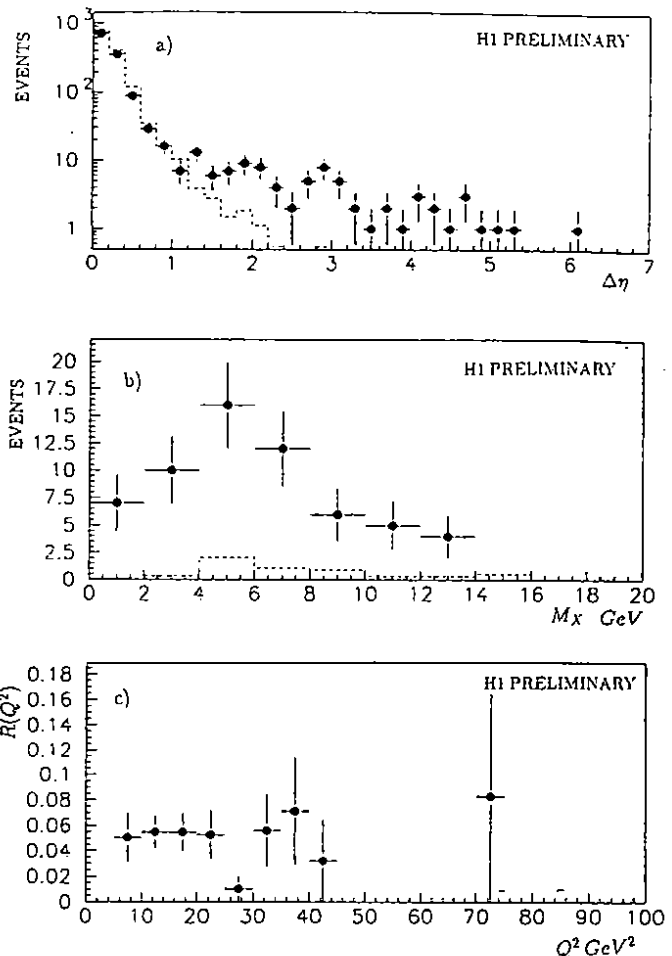 10³
a)
H1 PRELIMINARY
EVENTS
10²
10
1
0 1 2 3 4 5 6 7
Δη
20
b)
H1 PRELIMINARY
17.5
EVENTS
15
12.5
10
7.5
5
2.5
0
0 2 4 6 8 10 12 14 16 18 20
M_X GeV
0.18
c)
H1 PRELIMINARY
R(Q²)
0.16
0.14
0.12
0.1
0.08
0.06
0.04
0.02
0
0 10 20 30 40 50 60 70 80 90 100
Q² GeV²